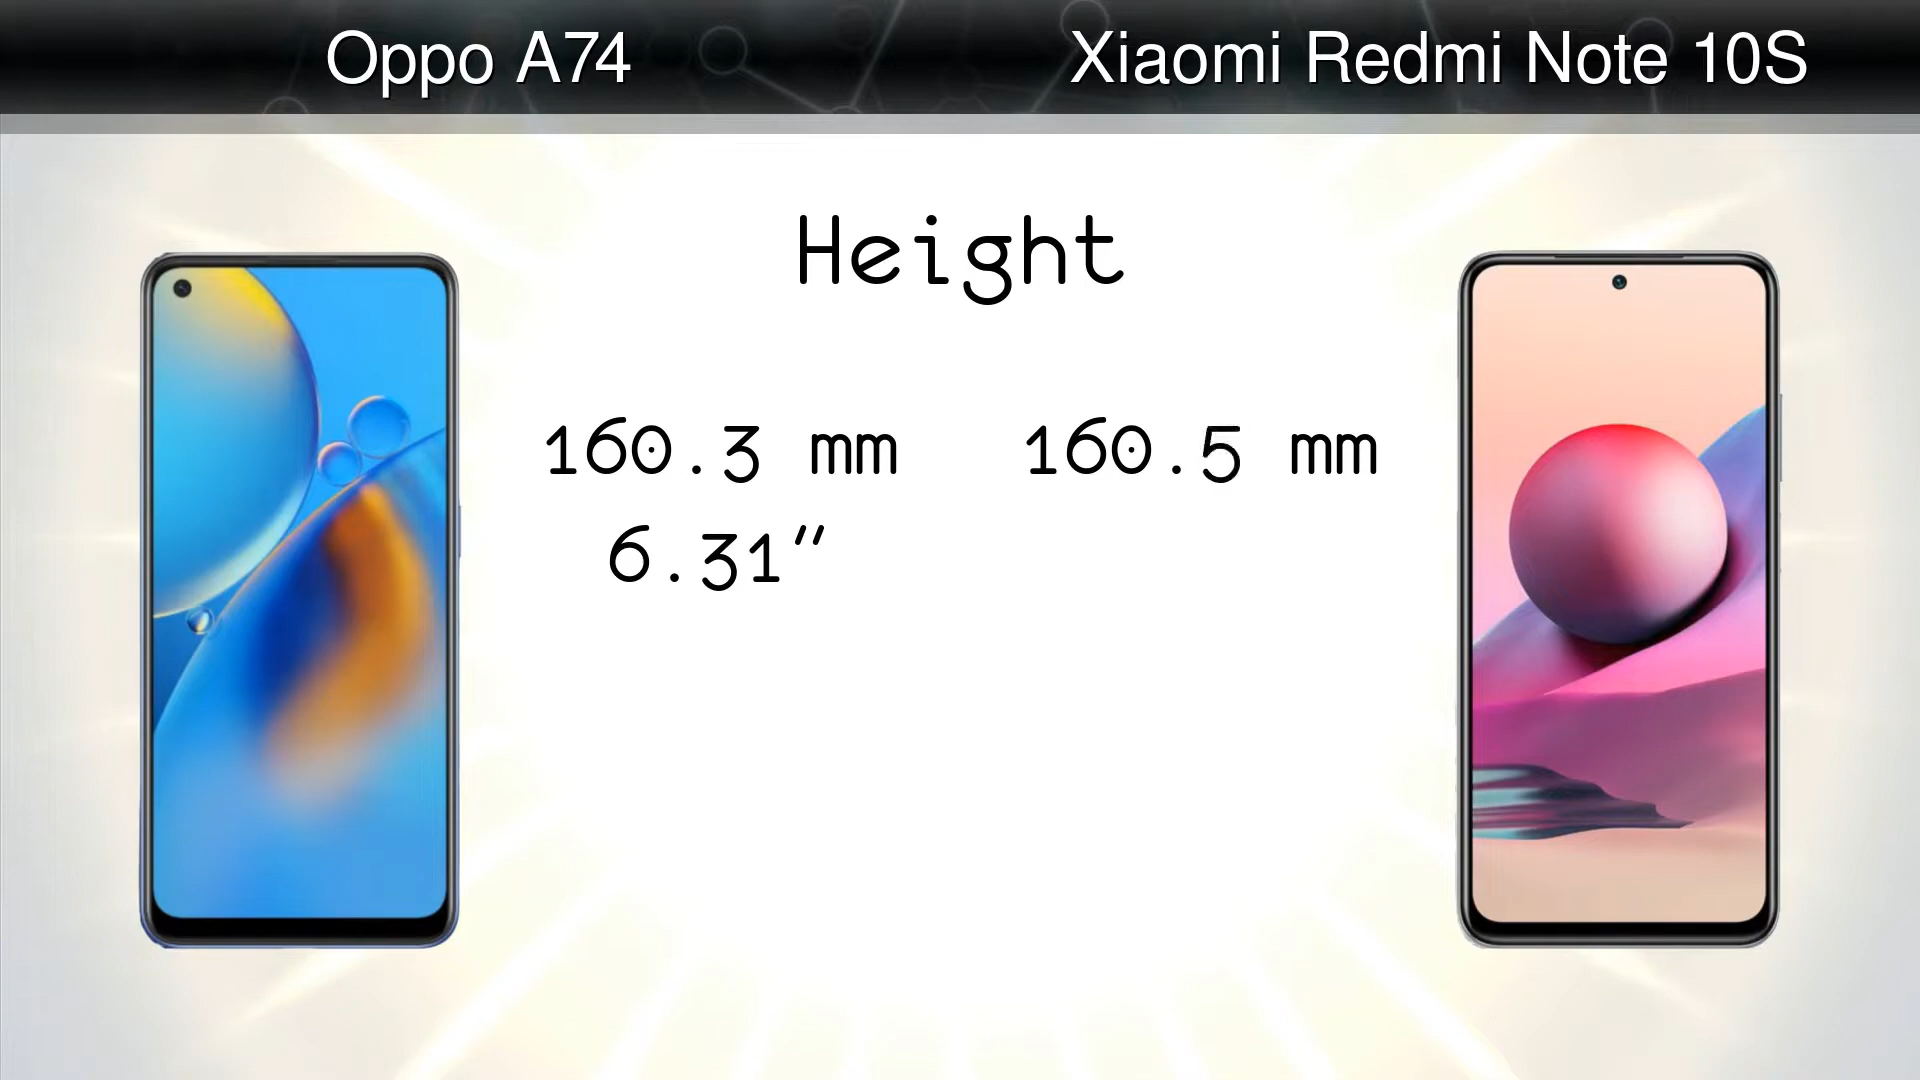 Oppo A74
Xiaomi Redmi Note 10S
Height
160.3 mm
160.5 mm
6.31"